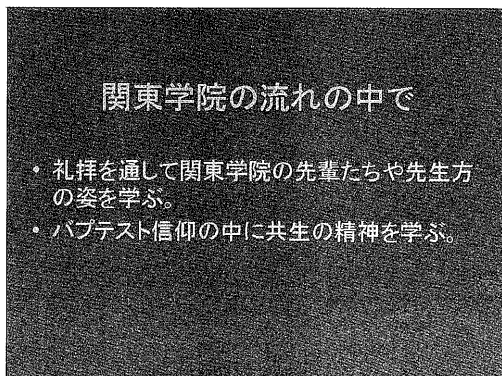 関東学院の流れの中で
• 礼拝を通して関東学院の先輩たちや先生方
の姿を学ぶ。
• バプテスト信仰の中に共生の精神を学ぶ。